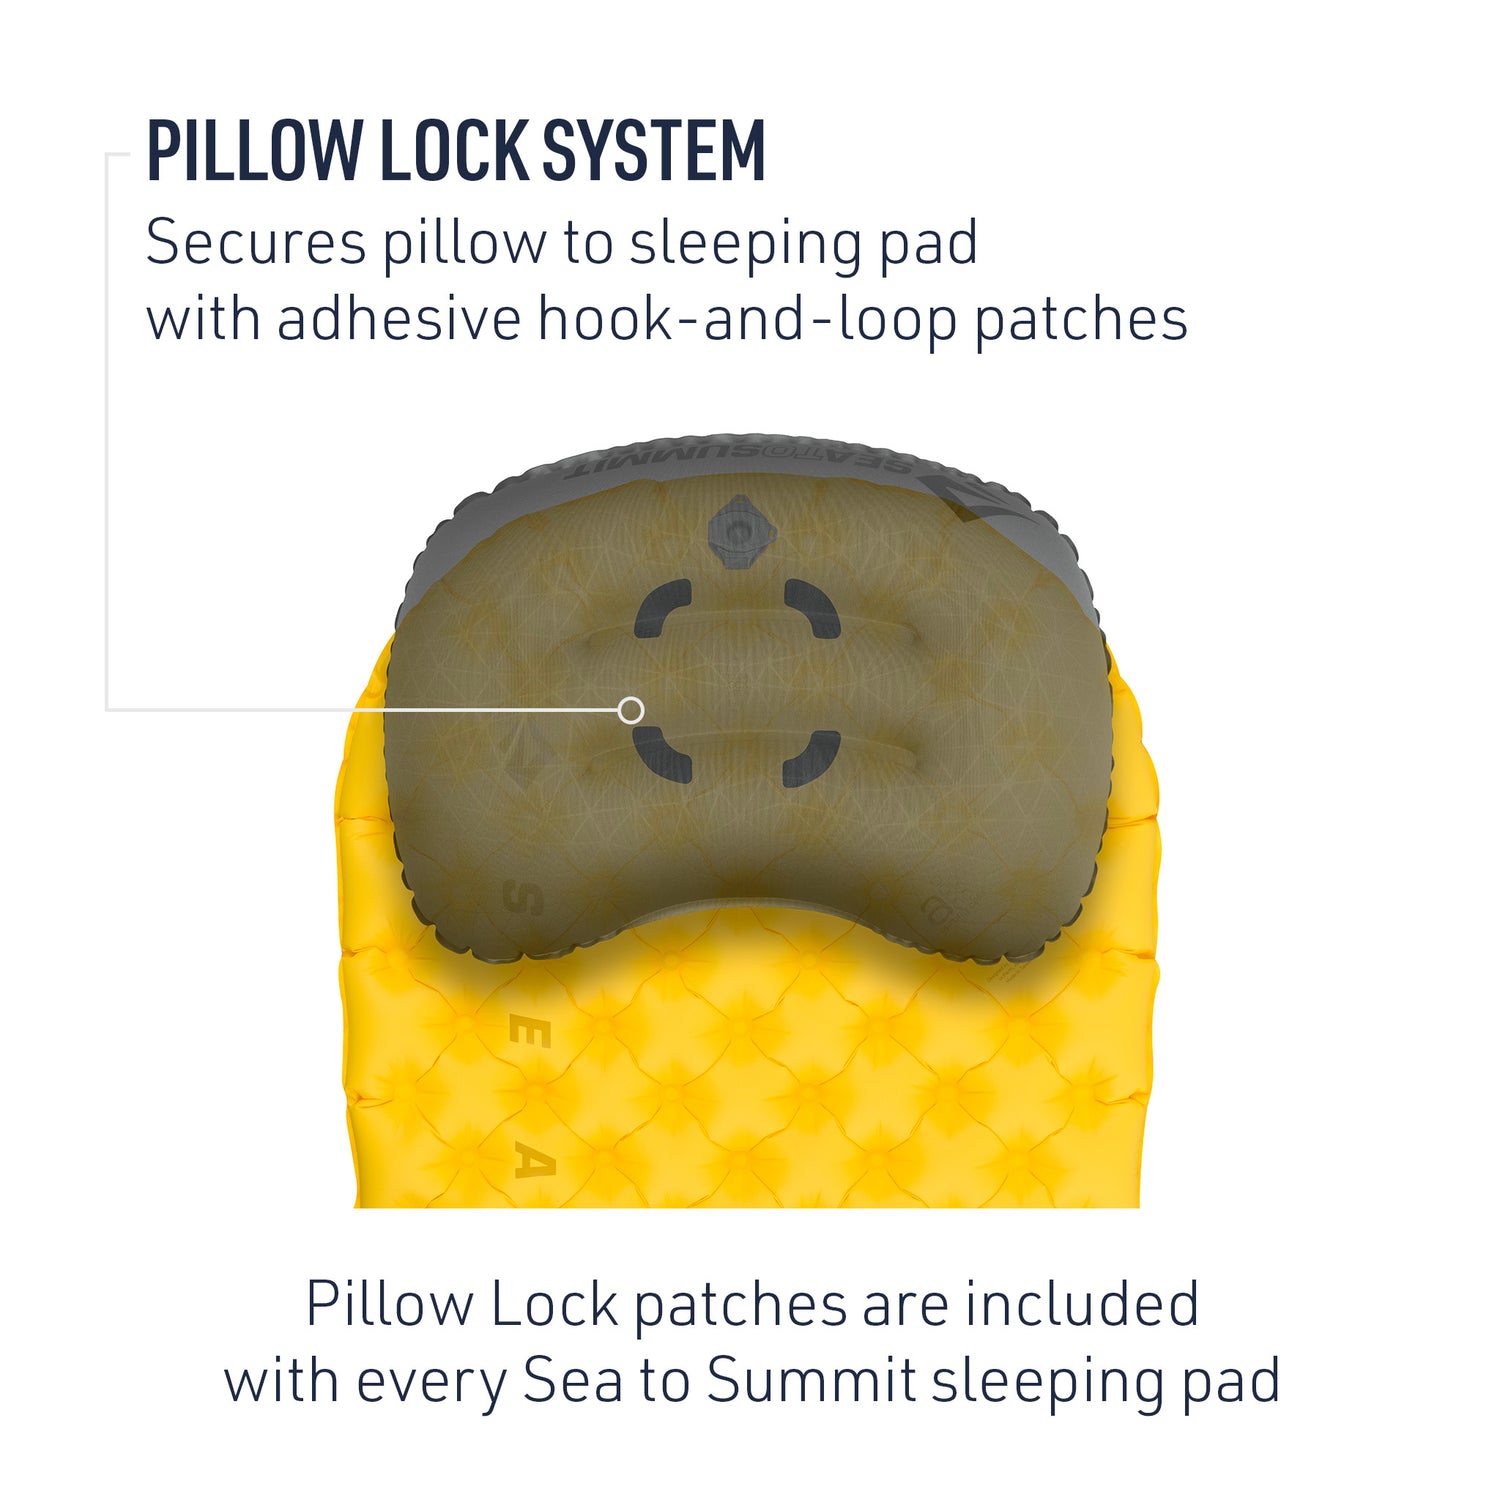 PILLOW LOCK SYSTEM
Secures pillow to sleeping pad
with adhesive hook-and-loop patches
SEATOSUMMIT
S
E
A
Pillow Lock patches are included
with every Sea to Summit sleeping pad